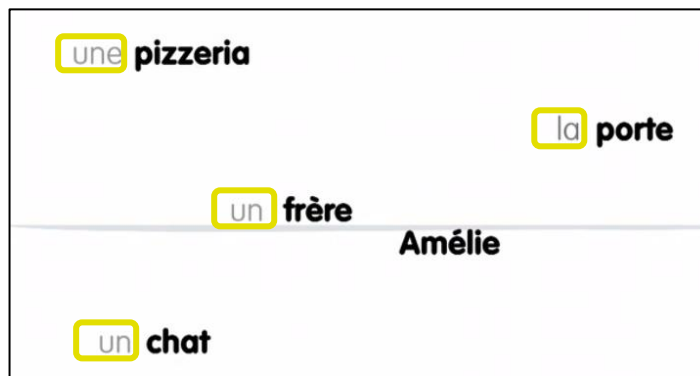 une pizzeria
la porte
un frère
Amélie
un chat